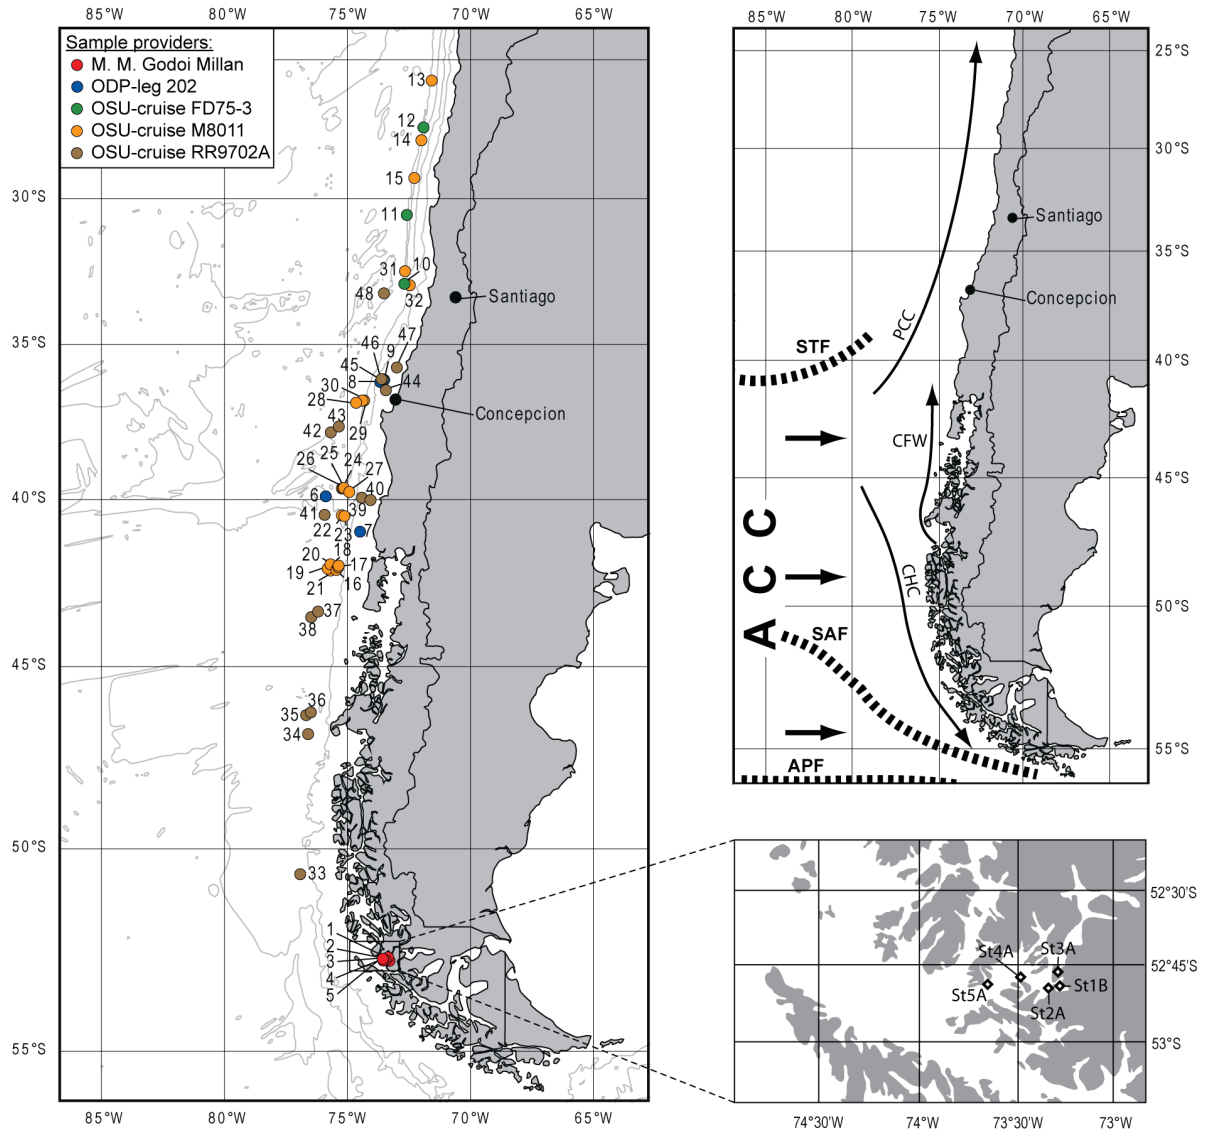 85°W 80°W 75°W 70°W 65°W
Sample providers:
M. M. Godoi Millan
ODP-leg 202
OSU-cruise FD75-3
OSU-cruise M8011
OSU-cruise RR9702A
13
12
14
15
30°S
11
31 10
48 32
Santiago
35°S
46 9 47
45
8 44
30
28
Concepcion
43
42 29
25
26 24
27
6 40
40°S
41 39
22
23 7
18
20 17
19 16
21
37
38
45°S
36
35
34
50°S
33
1
2
3
4
5
55°S
85°W 80°W 75°W 70°W 65°W
85°W 80°W 75°W 70°W 65°W
25°S
30°S
Santiago
35°S
Concepcion
PCC
STF
40°S
CFW
45°S
ACC
CHC
50°S
SAF
55°S
APF
52°30'S
St4A St3A
52°45'S
St5A St1B
St2A
53°S
74°30'W 74°W 73°30'W 73°W